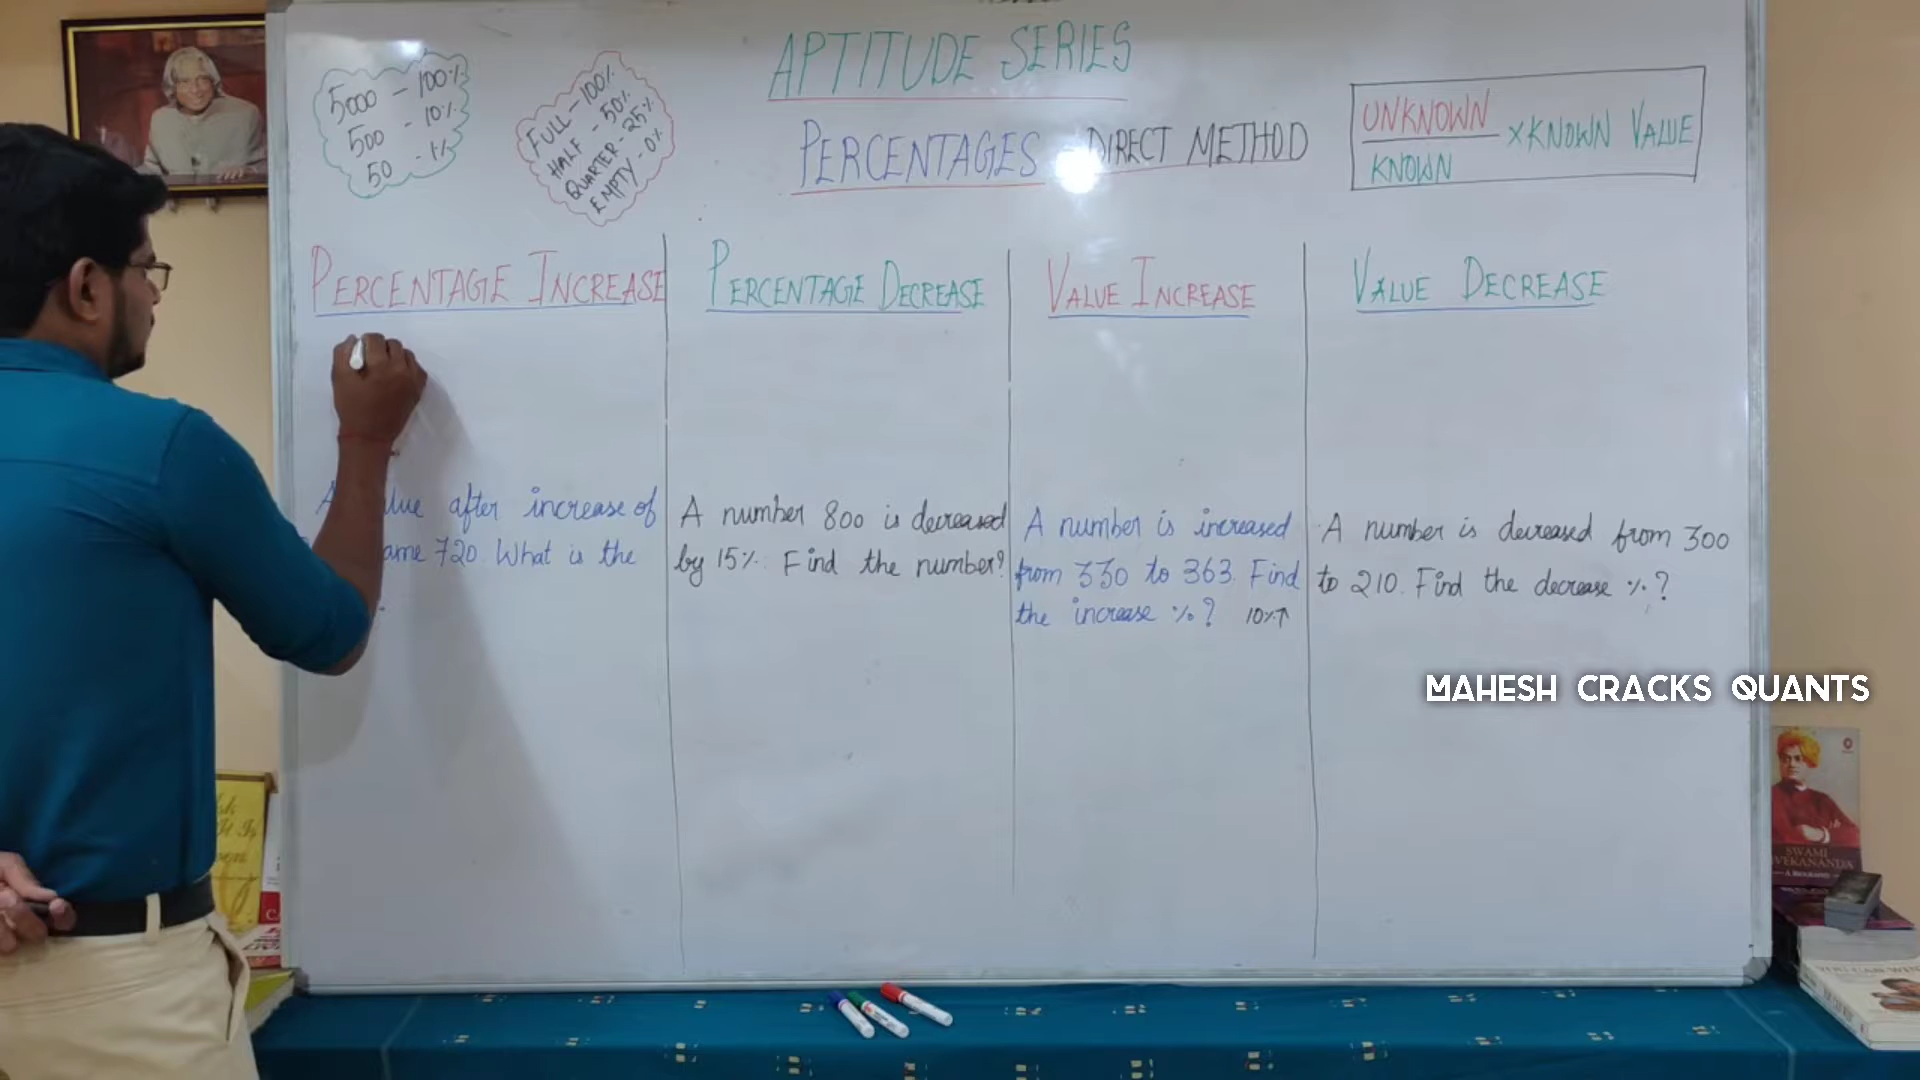 APTITUDE SERIES
PERCENTAGES - DIRECT METHOD
5000 - 100%
500 - 10%
50 - 1%
FULL - 100%
HALF - 50%
QUARTER - 25%
EMPTY - 0%
UNKNOWN
KNOWN
×KNOWN VALUE
PERCENTAGE INCREASE
after increase of
720. What is the
PERCENTAGE DECREASE
A number 800 is decreased
by 15%. Find the number?
VALUE INCREASE
A number is increased
from 330 to 363. Find
the increase %? 10%↑
VALUE DECREASE
A number is decreased from 300
to 210. Find the decrease %?
MAHESH CRACKS QUANTS
SWAMI
A BIOGRAPHY